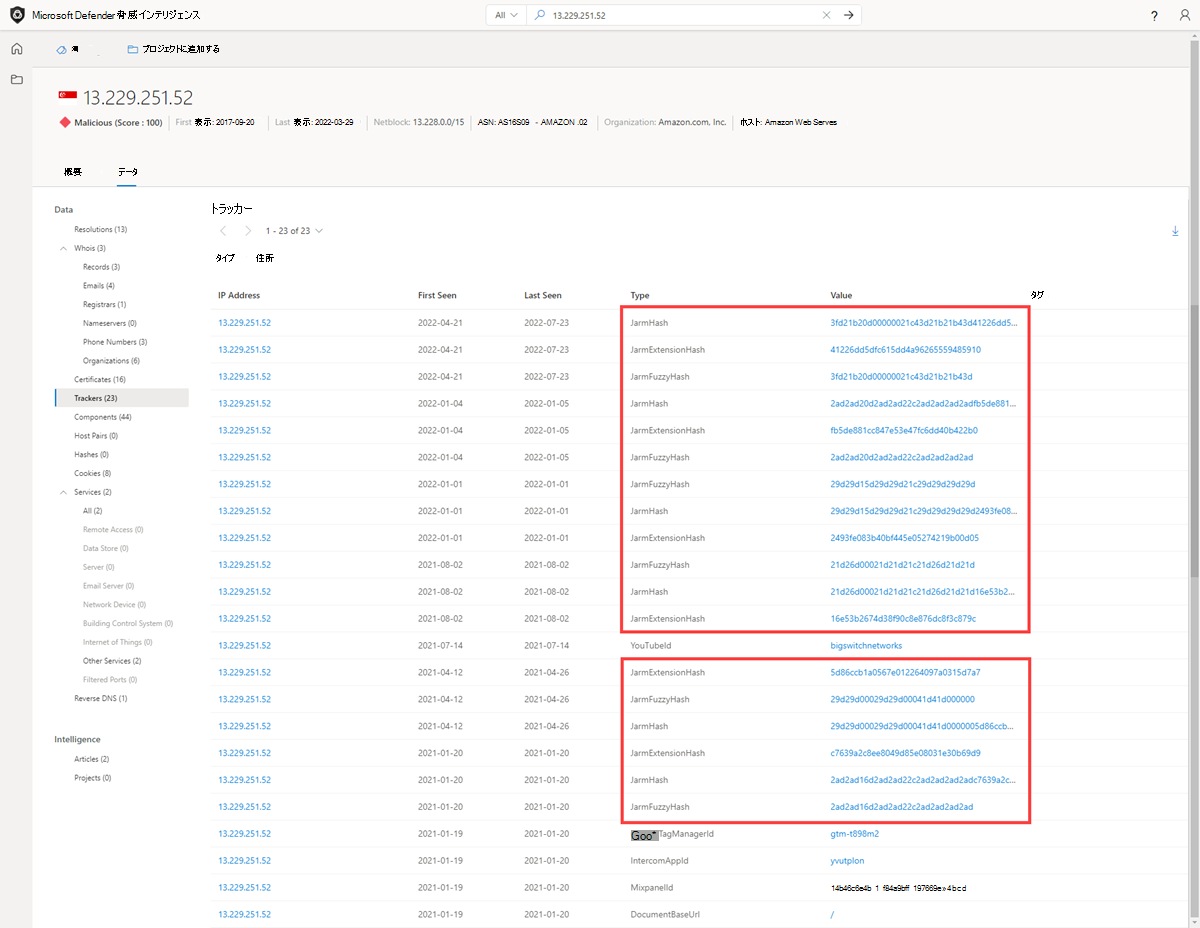 Microsoft Defender 脅威インテリジェンス
All
13.229.251.52
?
プロジェクトに追加する
13.229.251.52
Malicious (Score : 100)
First 表示: 2017-09-20
Last 表示: 2022-03-29
Netblock: 13.228.0.0/15
ASN: AS16S09 - AMAZON .02
Organization: Amazon.com, Inc.
ホスト: Amazon Web Serves
概要
データ
Data
Resolutions (13)
Whois (3)
Records (3)
Emails (4)
Registrars (1)
Nameservers (0)
Phone Numbers (3)
Organizations (6)
Certificates (16)
Trackers (23)
Components (44)
Host Pairs (0)
Hashes (0)
Cookies (8)
Services (2)
All (2)
Remote Access (0)
Data Store (0)
Server (0)
Email Server (0)
Network Device (0)
Building Control System (0)
Internet of Things (0)
Other Services (2)
Filtered Ports (0)
Reverse DNS (1)
Intelligence
Articles (2)
Projects (0)
トラッカー
1 - 23 of 23
タイプ 住所
IP Address First Seen Last Seen Type Value タグ
13.229.251.52 2022-04-21 2022-07-23 JarmHash 3fd21b20d00000021c43d21b21b43d41226dd5...
13.229.251.52 2022-04-21 2022-07-23 JarmExtensionHash 41226dd5dfc615dd4a96265559485910
13.229.251.52 2022-04-21 2022-07-23 JarmFuzzyHash 3fd21b20d00000021c43d21b21b43d
13.229.251.52 2022-01-04 2022-01-05 JarmHash 2ad2ad20d2ad2ad22c2ad2ad2ad2adfb5de881...
13.229.251.52 2022-01-04 2022-01-05 JarmExtensionHash fb5de881cc847e53e47fc6dd40b422b0
13.229.251.52 2022-01-04 2022-01-05 JarmFuzzyHash 2ad2ad20d2ad2ad22c2ad2ad2ad2ad
13.229.251.52 2022-01-01 2022-01-01 JarmFuzzyHash 29d29d15d29d29d21c29d29d29d29d
13.229.251.52 2022-01-01 2022-01-01 JarmHash 29d29d15d29d29d21c29d29d29d29d2493fe08...
13.229.251.52 2022-01-01 2022-01-01 JarmExtensionHash 2493fe083b40bf445e05274219b00d05
13.229.251.52 2021-08-02 2021-08-02 JarmFuzzyHash 21d26d00021d21d21c21d26d21d21d
13.229.251.52 2021-08-02 2021-08-02 JarmHash 21d26d00021d21d21c21d26d21d21d16e53b2...
13.229.251.52 2021-08-02 2021-08-02 JarmExtensionHash 16e53b2674d38f90c8e876dc8f3c879c
13.229.251.52 2021-07-14 2021-07-14 YouTubeId bigswitchnetworks
13.229.251.52 2021-04-12 2021-04-26 JarmExtensionHash 5d86ccb1a0567e012264097a0315d7a7
13.229.251.52 2021-04-12 2021-04-26 JarmFuzzyHash 29d29d00029d29d00041d41d000000
13.229.251.52 2021-04-12 2021-04-26 JarmHash 29d29d00029d29d00041d41d0000005d86ccb...
13.229.251.52 2021-01-20 2021-01-20 JarmExtensionHash c7639a2c8ee8049d85e08031e30b69d9
13.229.251.52 2021-01-20 2021-01-20 JarmHash 2ad2ad16d2ad2ad22c2ad2ad2ad2adc7639a2c...
13.229.251.52 2021-01-20 2021-01-20 JarmFuzzyHash 2ad2ad16d2ad2ad22c2ad2ad2ad2ad
13.229.251.52 2021-01-19 2021-01-20 TagManagerId gtm-t898m2
13.229.251.52 2021-01-19 2021-01-20 IntercomAppId yvutplon
13.229.251.52 2021-01-19 2021-01-20 MixpanelId
13.229.251.52 2021-01-19 2021-01-20 DocumentBaseUrl /